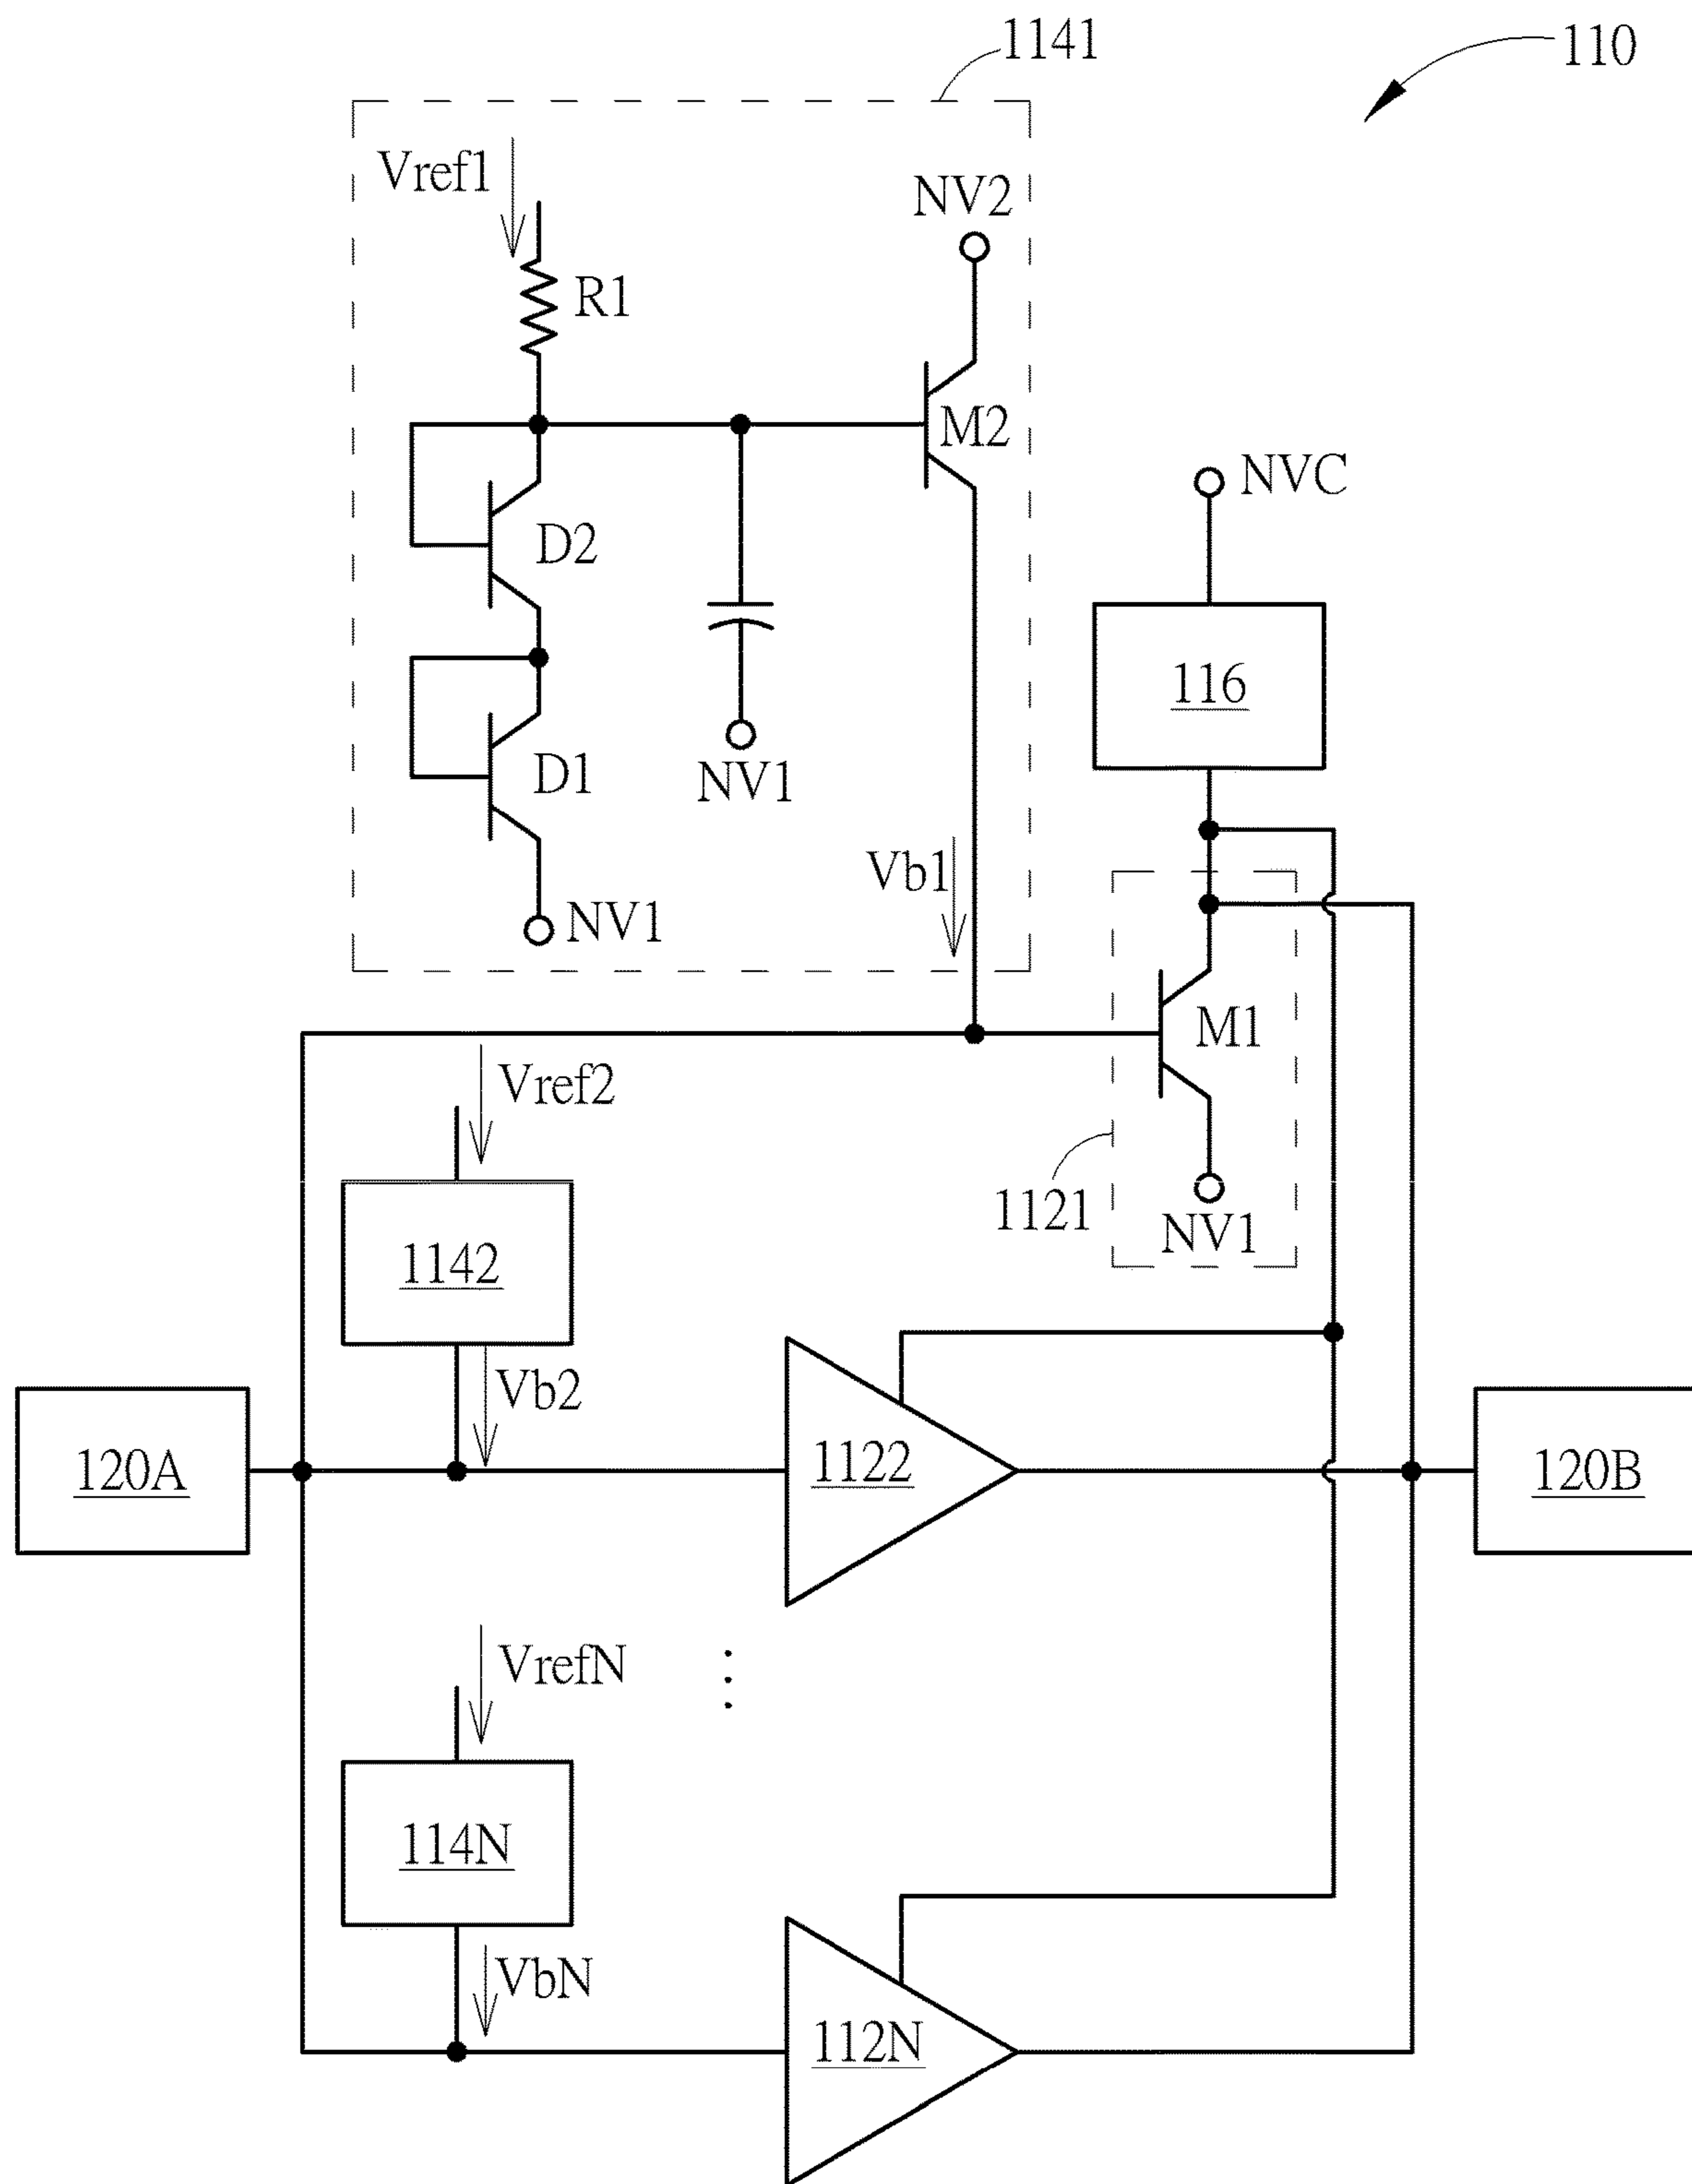 1141
110
Vref1
NV2
R1
M2
NVC
D2
116
D1
NV1
Vb1
NV1
M1
Vref2
1121
NV1
1142
Vb2
120A
1122
120B
VrefN
⋮
114N
VbN
112N